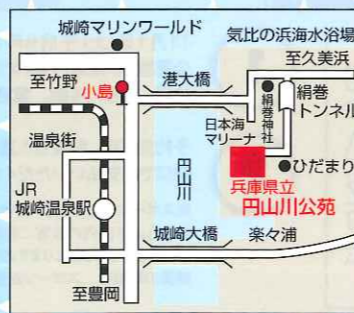 城崎マリンワールド
気比の浜海水浴場
至久美浜
至竹野
小島
港大橋
絹巻神社
絹巻
トンネル
日本海
マリーナ
温泉街
円山川
ひだまり
兵庫県立
円山川公苑
JR
城崎温泉駅
城崎大橋
楽々浦
至豊岡